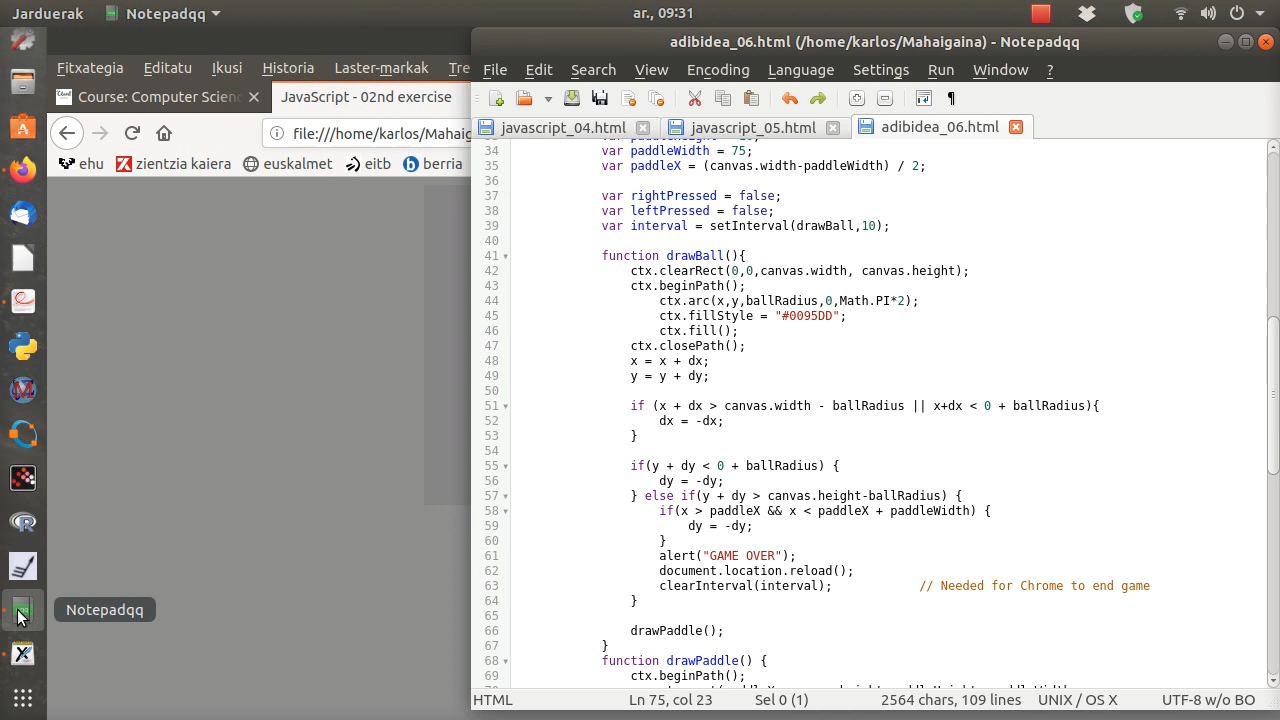 Jarduerak
Notepadqq
ar., 09:31
adibidea_06.html (/home/karlos/Mahaigaina) - Notepadqq
Fitxategia Editatu Ikusi Historia Laster-markak Tre
File Edit Search View Encoding Language Settings Run Window ?
Course: Computer Scienc
JavaScript - 02nd exercise
file:///home/karlos/Mahaig
javascript_04.html
javascript_05.html
adibidea_06.html
ehu zientzia kaiera euskalmet eitb berria
34 var paddleWidth = 75;
35 var paddleX = (canvas.width-paddleWidth) / 2;
36
37 var rightPressed = false;
38 var leftPressed = false;
39 var interval = setInterval(drawBall,10);
40
41 function drawBall(){
42 ctx.clearRect(0,0,canvas.width, canvas.height);
43 ctx.beginPath();
44 ctx.arc(x,y,ballRadius,0,Math.PI*2);
45 ctx.fillStyle = "#0095DD";
46 ctx.fill();
47 ctx.closePath();
48 x = x + dx;
49 y = y + dy;
50
51 if (x + dx > canvas.width - ballRadius || x+dx < 0 + ballRadius){
52 dx = -dx;
53 }
54
55 if(y + dy < 0 + ballRadius) {
56 dy = -dy;
57 } else if(y + dy > canvas.height-ballRadius) {
58 if(x > paddleX && x < paddleX + paddleWidth) {
59 dy = -dy;
60 }
61 alert("GAME OVER");
62 document.location.reload();
63 clearInterval(interval); // Needed for Chrome to end game
64 }
65
66 drawPaddle();
67 }
68 function drawPaddle() {
69 ctx.beginPath();
Notepadqq
HTML Ln 75, col 23 Sel 0 (1) 2564 chars, 109 lines UNIX / OS X UTF-8 w/o BO